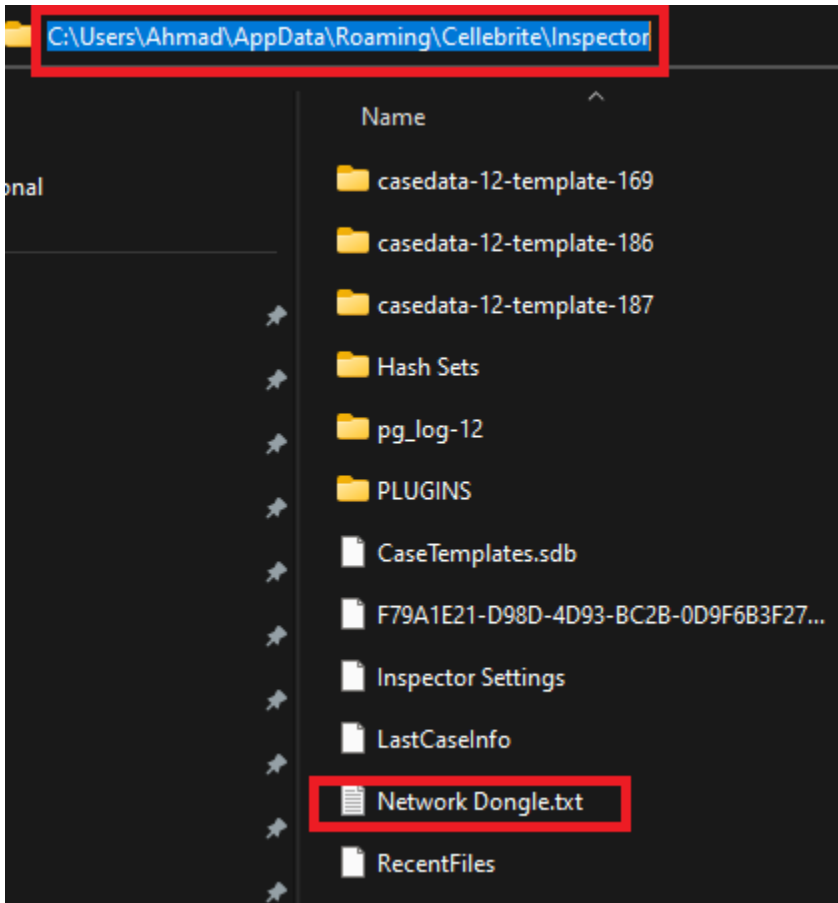 C:\Users\Ahmad\AppData\Roaming\Cellebrite\Inspector
Name
onal
casedata-12-template-169
casedata-12-template-186
casedata-12-template-187
Hash Sets
pg_log-12
PLUGINS
CaseTemplates.sdb
F79A1E21-D98D-4D93-BC2B-0D9F6B3F27...
Inspector Settings
LastCaseInfo
Network Dongle.txt
RecentFiles